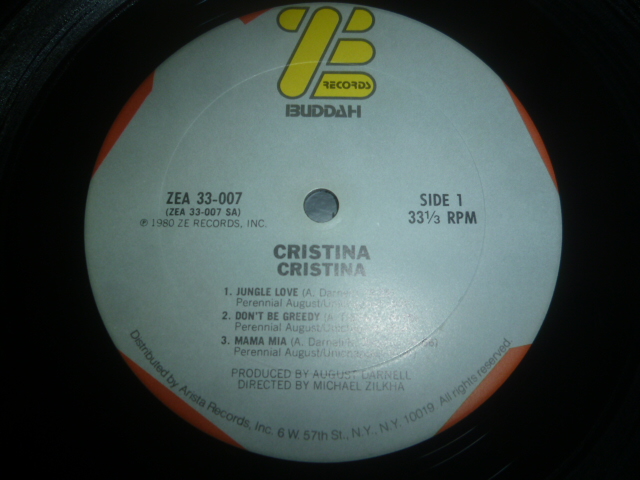 ZE
RECORDS
BUDDAH
ZEA 33-007
(ZEA 33-007 SA)
℗ 1980 ZE RECORDS, INC.
SIDE 1
33⅓ RPM
CRISTINA
CRISTINA
1. JUNGLE LOVE (A. Darnell
Perennial August/
2. DON'T BE GREEDY
Perennial August/
3. MAMA MIA (A. Darnell
Perennial August/
PRODUCED BY AUGUST DARNELL
DIRECTED BY MICHAEL ZILKHA
Distributed by Arista Records, Inc. 6 W. 57th St., N.Y., N.Y. 10019 All rights reserved.